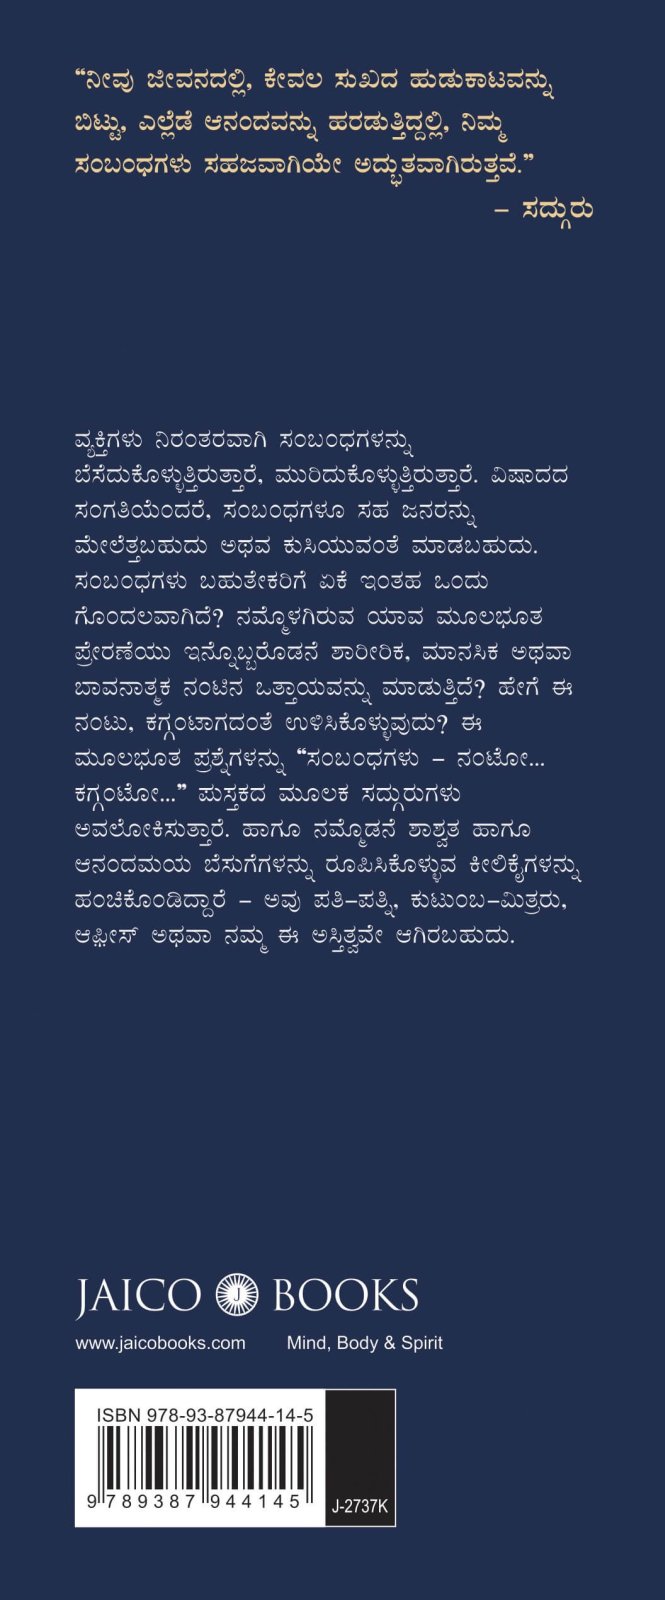 “ನೀವು ಜೀವನದಲ್ಲಿ, ಕೇವಲ ಸುಖದ ಹುಡುಕಾಟವನ್ನು
ಬಿಟ್ಟು, ಎಲ್ಲೆಡೆ ಆನಂದವನ್ನು ಹರಡುತ್ತಿದ್ದಲ್ಲಿ, ನಿಮ್ಮ
ಸಂಬಂಧಗಳು ಸಹಜವಾಗಿಯೇ ಅದ್ಭುತವಾಗಿರುತ್ತವೆ.”
– ಸದ್ಗುರು
ವ್ಯಕ್ತಿಗಳು ನಿರಂತರವಾಗಿ ಸಂಬಂಧಗಳನ್ನು
ಬೆಸೆದುಕೊಳ್ಳುತ್ತಿರುತ್ತಾರೆ, ಮುರಿದುಕೊಳ್ಳುತ್ತಿರುತ್ತಾರೆ. ವಿಷಾದದ
ಸಂಗತಿಯೆಂದರೆ, ಸಂಬಂಧಗಳೂ ಸಹ ಜನರನ್ನು
ಮೇಲೆತ್ತಬಹುದು ಅಥವ ಕುಸಿಯುವಂತೆ ಮಾಡಬಹುದು.
ಸಂಬಂಧಗಳು ಬಹುತೇಕರಿಗೆ ಏಕೆ ಇಂತಹ ಒಂದು
ಗೊಂದಲವಾಗಿದೆ? ನಮ್ಮೊಳಗಿರುವ ಯಾವ ಮೂಲಭೂತ
ಪ್ರೇರಣೆಯು ಇನ್ನೊಬ್ಬರೊಡನೆ ಶಾರೀರಿಕ, ಮಾನಸಿಕ ಅಥವಾ
ಬಾವನಾತ್ಮಕ ನಂಟಿನ ಒತ್ತಾಯವನ್ನು ಮಾಡುತ್ತಿದೆ? ಹೇಗೆ ಈ
ನಂಟು, ಕಗ್ಗಂಟಾಗದಂತೆ ಉಳಿಸಿಕೊಳ್ಳುವುದು? ಈ
ಮೂಲಭೂತ ಪ್ರಶ್ನೆಗಳನ್ನು “ಸಂಬಂಧಗಳು – ನಂಟೋ...
ಕಗ್ಗಂಟೋ...” ಪುಸ್ತಕದ ಮೂಲಕ ಸದ್ಗುರುಗಳು
ಅವಲೋಕಿಸುತ್ತಾರೆ. ಹಾಗೂ ನಮ್ಮೊಡನೆ ಶಾಶ್ವತ ಹಾಗೂ
ಆನಂದಮಯ ಬೆಸುಗೆಗಳನ್ನು ರೂಪಿಸಿಕೊಳ್ಳುವ ಕೀಲಿಕೈಗಳನ್ನು
ಹಂಚಿಕೊಂಡಿದ್ದಾರೆ – ಅವು ಪತಿ–ಪತ್ನಿ, ಕುಟುಂಬ–ಮಿತ್ರರು,
ಆಫ಼ೀಸ್ ಅಥವಾ ನಮ್ಮ ಈ ಅಸ್ತಿತ್ವವೇ ಆಗಿರಬಹುದು.
JAICO J BOOKS
www.jaicobooks.com Mind, Body & Spirit
ISBN 978-93-87944-14-5
9 789387 944145
J-2737K